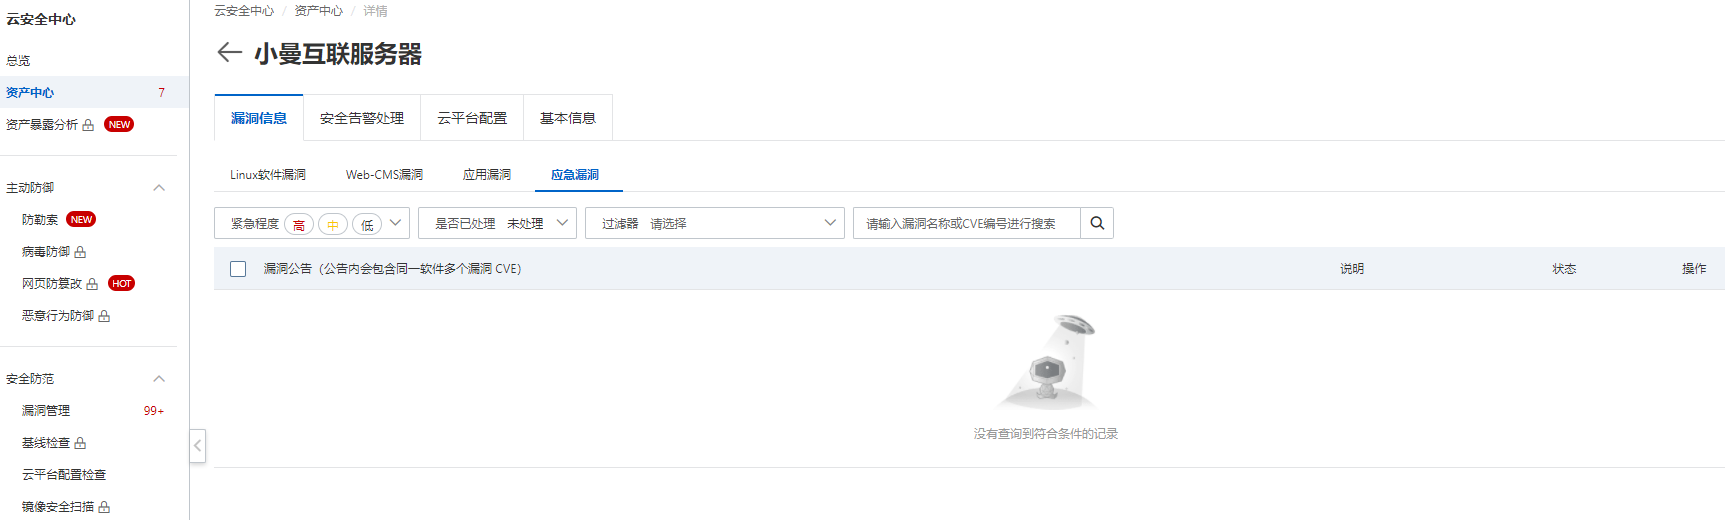 云安全中心
总览
资产中心 7
资产暴露分析 NEW
主动防御
防勒索 NEW
病毒防御
网页防篡改 HOT
恶意行为防御
安全防范
漏洞管理 99+
基线检查
云平台配置检查
镜像安全扫描
云安全中心 / 资产中心 / 详情
小曼互联服务器
漏洞信息 安全告警处理 云平台配置 基本信息
Linux软件漏洞 Web-CMS漏洞 应用漏洞 应急漏洞
紧急程度 高 中 低 是否已处理 未处理 过滤器 请选择 请输入漏洞名称或CVE编号进行搜索
漏洞公告（公告内会包含同一软件多个漏洞 CVE） 说明 状态 操作
没有查询到符合条件的记录